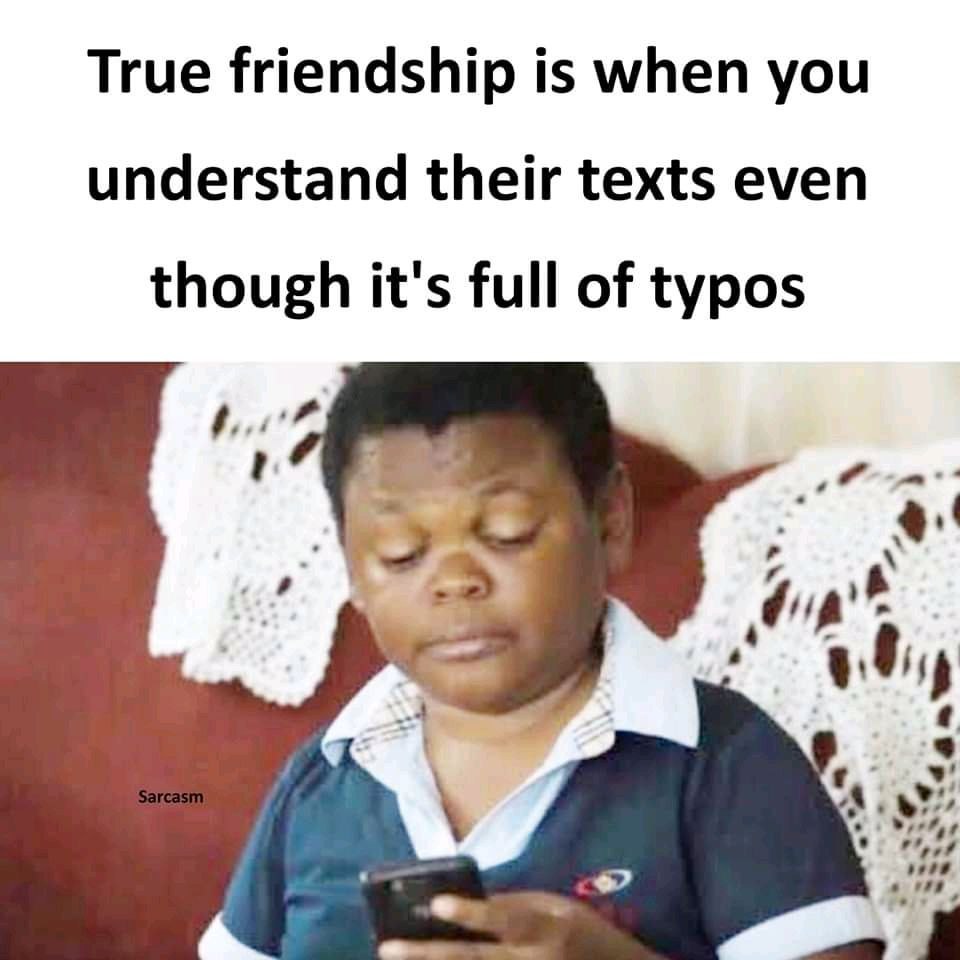 True friendship is when you
understand their texts even
though it's full of typos
Sarcasm